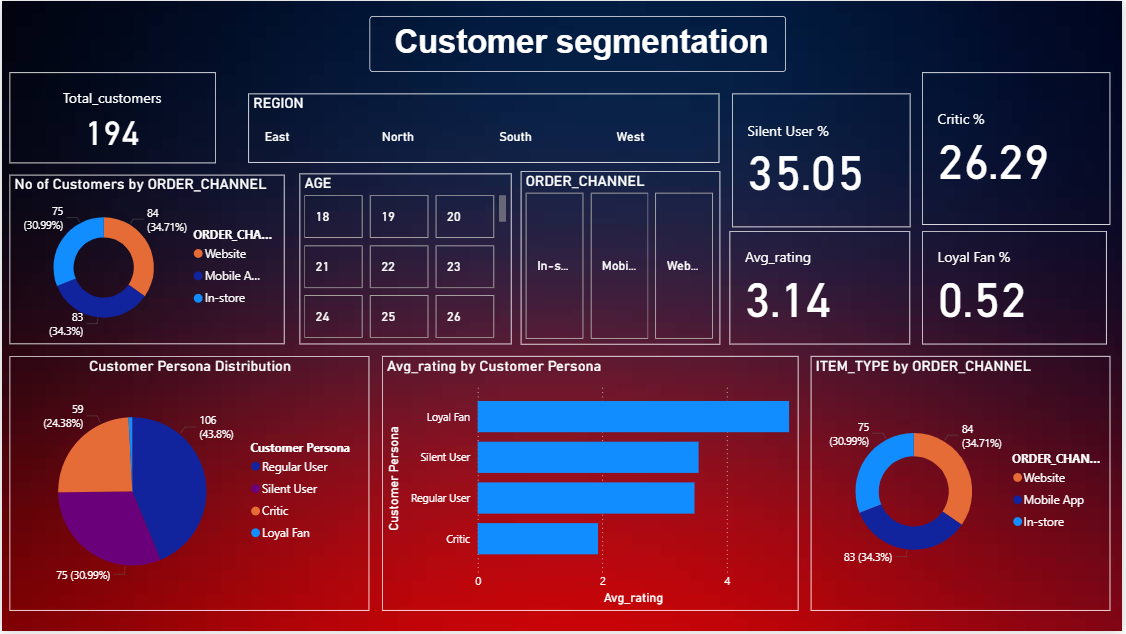 Customer segmentation
Total_customers
194
REGION
East North South West
Silent User %
35.05
Critic %
26.29
No of Customers by ORDER_CHANNEL
75
(30.99%)
84
(34.71%)
83
(34.3%)
ORDER_CHA...
Website
Mobile A...
In-store
AGE
18 19 20
21 22 23
24 25 26
ORDER_CHANNEL
In-s... Mobi... Web...
Avg_rating
3.14
Loyal Fan %
0.52
Customer Persona Distribution
59
(24.38%)
106
(43.8%)
75 (30.99%)
Customer Persona
Regular User
Silent User
Critic
Loyal Fan
Avg_rating by Customer Persona
Customer Persona
Loyal Fan
Silent User
Regular User
Critic
0 2 4
Avg_rating
ITEM_TYPE by ORDER_CHANNEL
75
(30.99%)
84
(34.71%)
83 (34.3%)
ORDER_CHAN...
Website
Mobile App
In-store